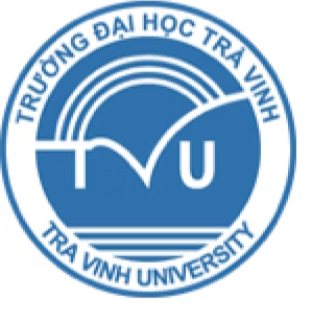 TRƯỜNG ĐẠI HỌC TRÀ VINH
TVU
TRA VINH UNIVERSITY